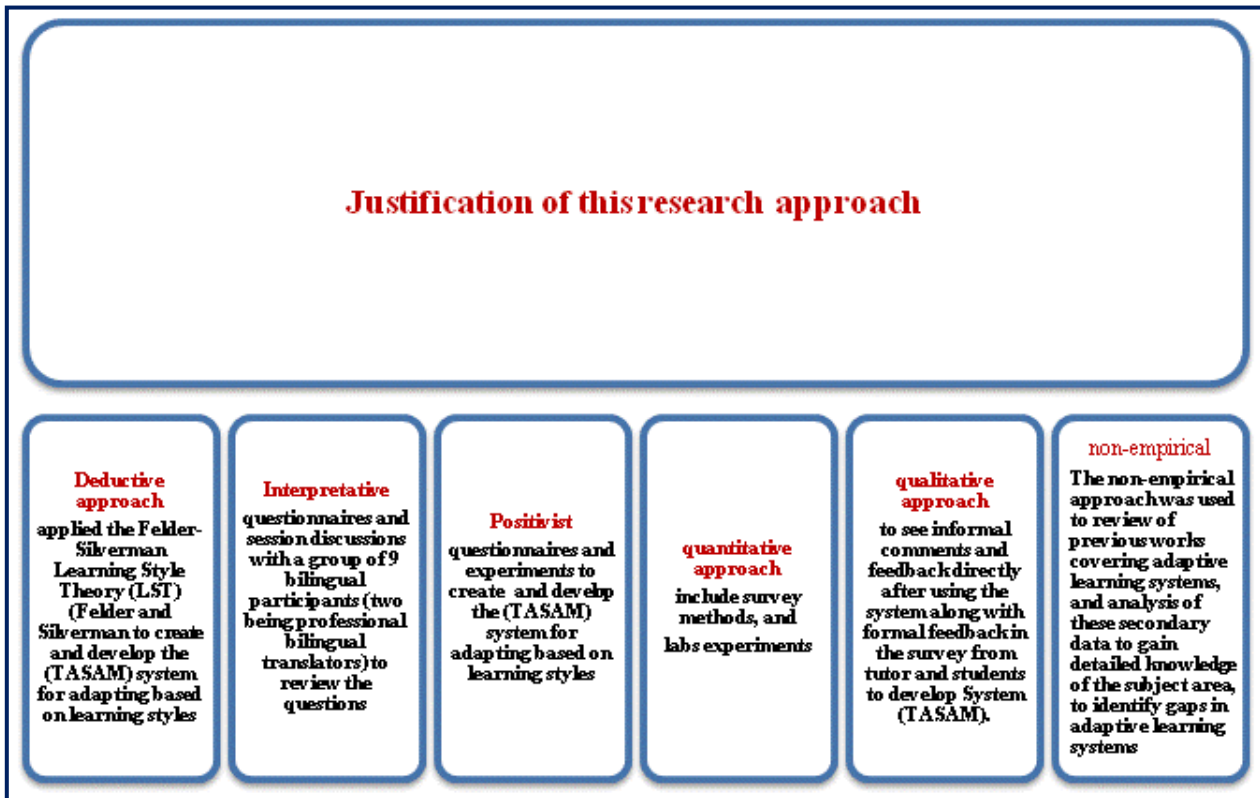 Justification of this research approach
Deductive
approach
applied the Felder-
Silverman
Learning Style
Theory (LST)
(Felder and
Silverman to create
and develop the
(TASAM) system
for adapting based
on learning styles
Interpretative
questionnaires and
session discussions
with a group of 9
bilingual
participants (two
being professional
bilingual
translators) to
review the
questions
Positivist
questionnaires and
experiments to
create and develop
the (TASAM)
system for
adapting based on
learning styles
quantitative
approach
include survey
methods, and
labs experiments
qualitative
approach
to see informal
comments and
feedback directly
after using the
system along with
formal feedback in
the survey from
tutor and students
to develop System
(TASAM).
non-empirical
The non-empirical
approach was used
to review of
previous works
covering adaptive
learning systems,
and analysis of
these secondary
data to gain
detailed knowledge
of the subject area,
to identify gaps in
adaptive learning
systems